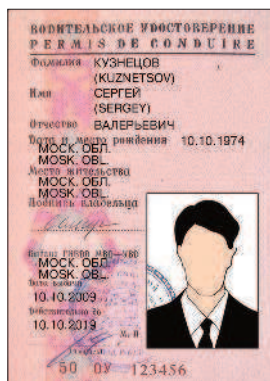 ВОДИТЕЛЬСКОЕ УДОСТОВЕРЕНИЕ
PERMIS DE CONDUIRE
Фамилия КУЗНЕЦОВ
(KUZNETSOV)
Имя СЕРГЕЙ
(SERGEY)
Отчество ВАЛЕРЬЕВИЧ
Дата и место рождения 10.10.1974
МОСК. ОБЛ.
MOSK. OBL.
Место жительства
МОСК. ОБЛ.
MOSK. OBL.
Подпись владельца
МОСК. ОБЛ.
MOSK. OBL.
Дата выдачи
10.10.2009
Действительно до
10.10.2019
М. П.
50 ОУ 123456